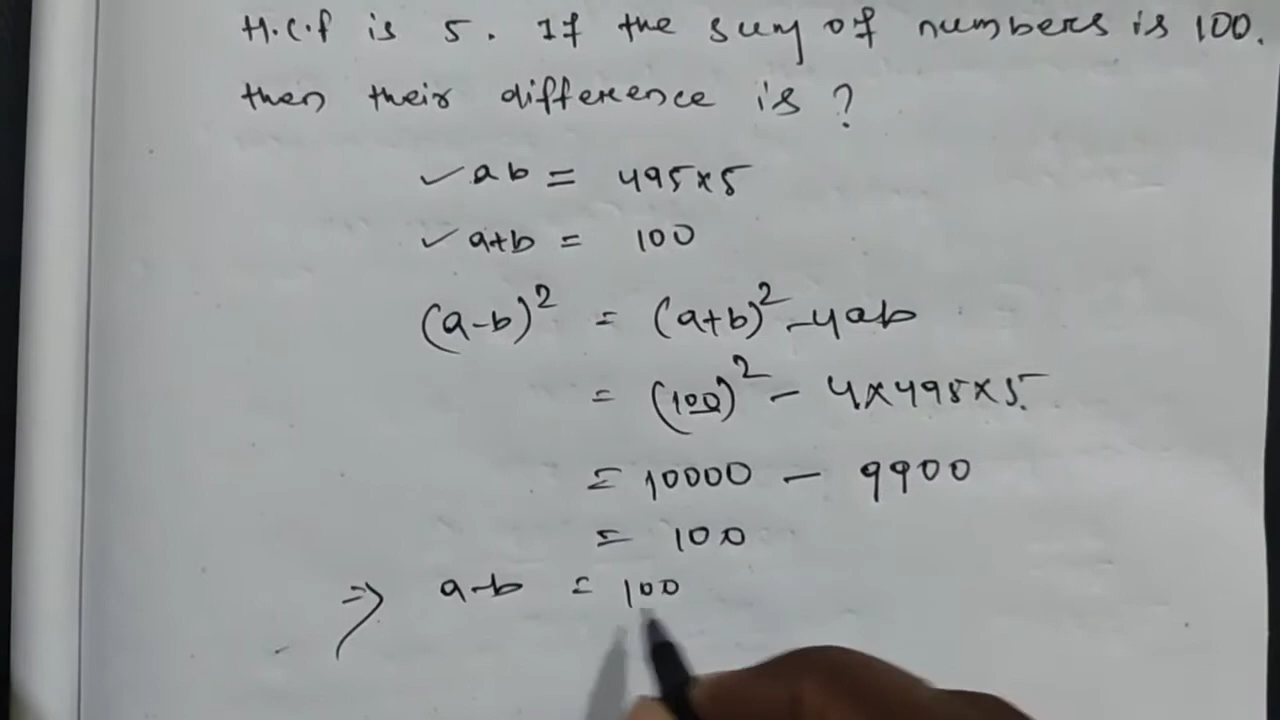 H.C.f is 5. If the sum of numbers is 100.
then their difference is ?
✓ ab = 495×5
✓ a+b = 100
(a-b)² = (a+b)² - 4ab
= (100)² - 4×495×5
= 10000 - 9900
= 100
⇒ a-b = 100